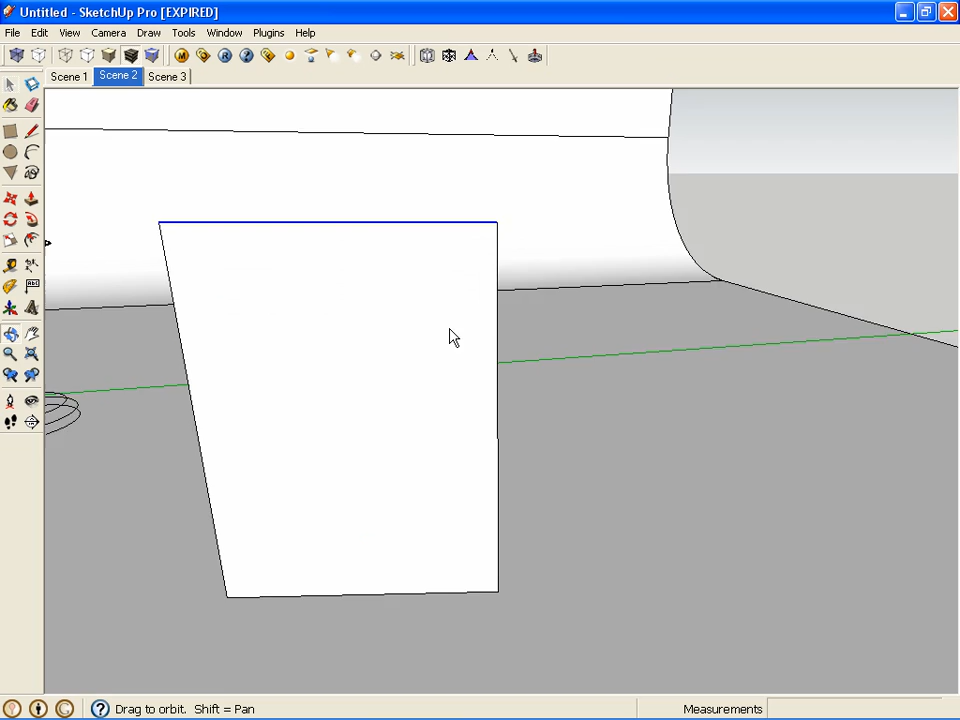 Untitled - SketchUp Pro [EXPIRED]
File Edit View Camera Draw Tools Window Plugins Help
Scene 1 Scene 2 Scene 3
Drag to orbit. Shift = Pan
Measurements